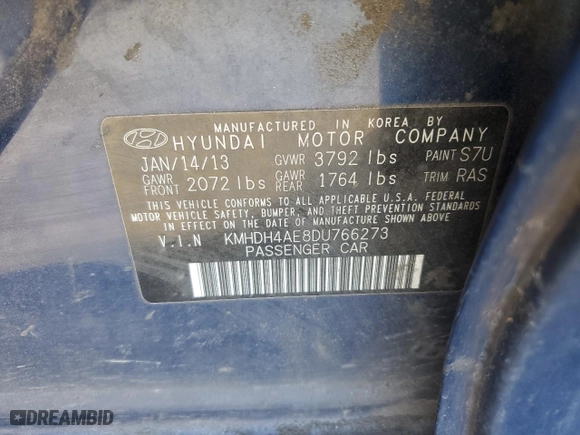 MANUFACTURED IN KOREA BY
HYUNDAI MOTOR COMPANY
JAN/14/13 GVWR 3792 lbs PAINT S7U
GAWR FRONT 2072 lbs GAWR REAR 1764 lbs TRIM RAS
THIS VEHICLE CONFORMS TO ALL APPLICABLE U.S.A. FEDERAL
MOTOR VEHICLE SAFETY, BUMPER, AND THEFT PREVENTION STANDARDS
IN EFFECT ON THE DATE OF MANUFACTURE SHOWN ABOVE.
V.I.N KMHDH4AE8DU766273
PASSENGER CAR
DREAMBID